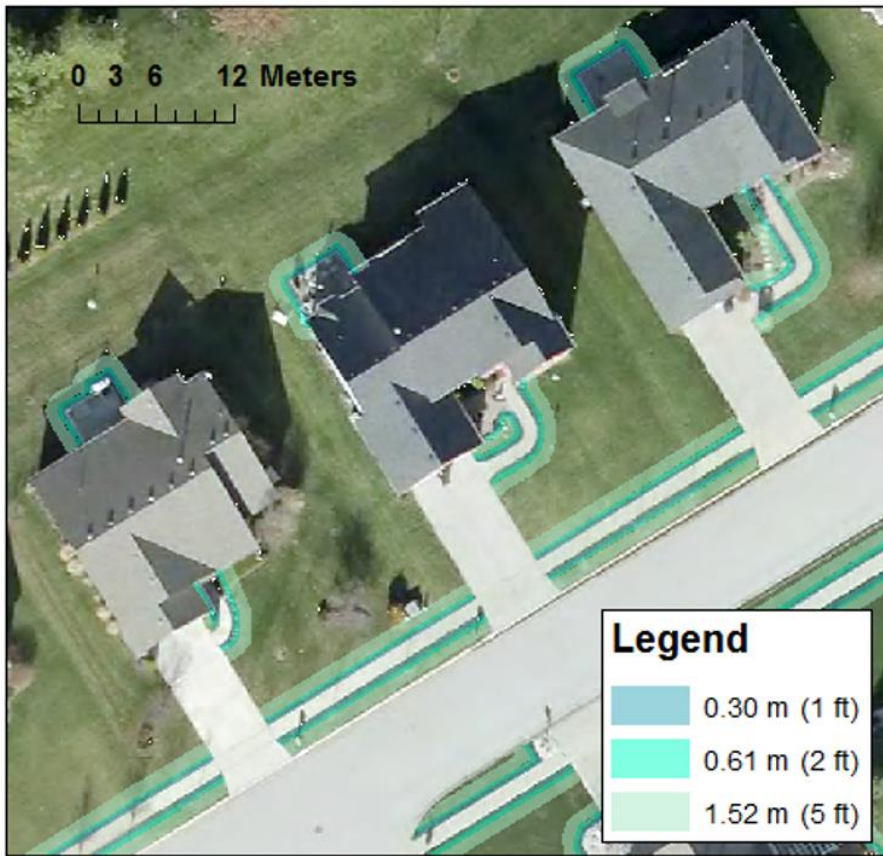 0 3 6 12 Meters
Legend
0.30 m (1 ft)
0.61 m (2 ft)
1.52 m (5 ft)